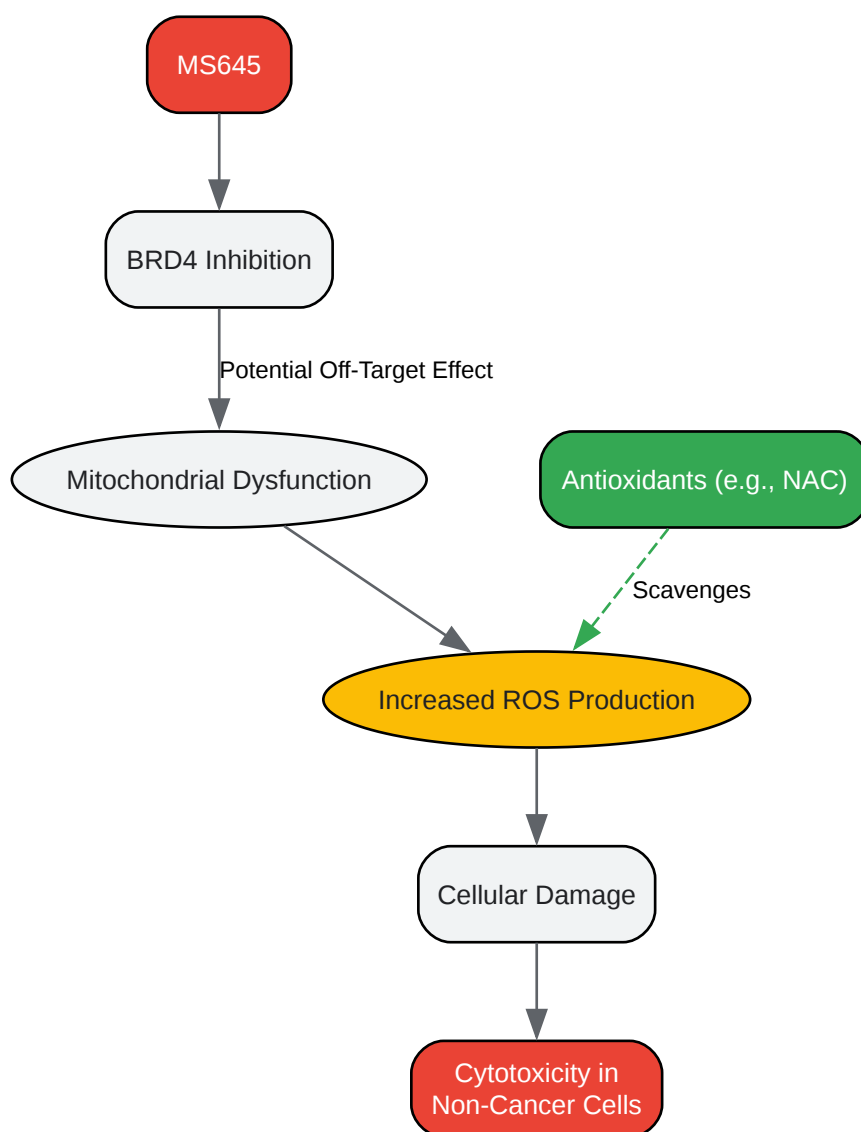 MS645
BRD4 Inhibition
Potential Off-Target Effect
Mitochondrial Dysfunction
Antioxidants (e.g., NAC)
Scavenges
Increased ROS Production
Cellular Damage
Cytotoxicity in
Non-Cancer Cells